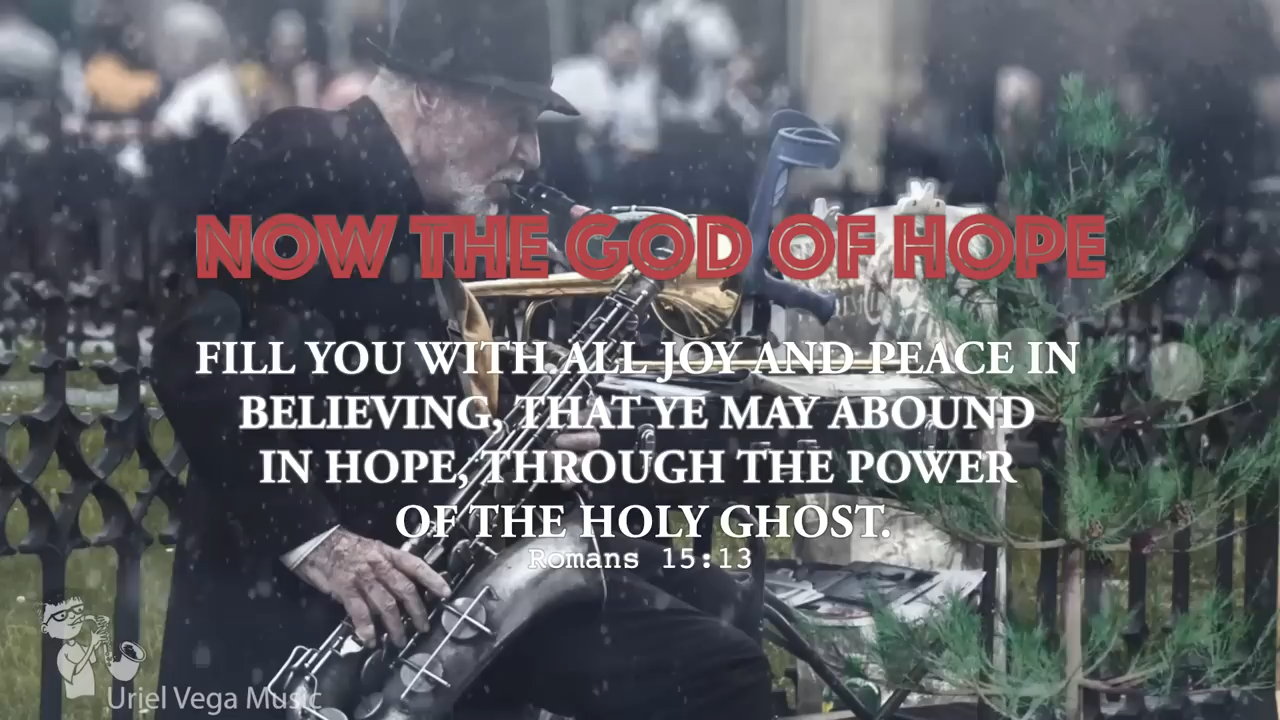 NOW THE GOD OF HOPE
FILL YOU WITH ALL JOY AND PEACE IN
BELIEVING, THAT YE MAY ABOUND
IN HOPE, THROUGH THE POWER
OF THE HOLY GHOST.
Romans 15:13
Uriel Vega Music